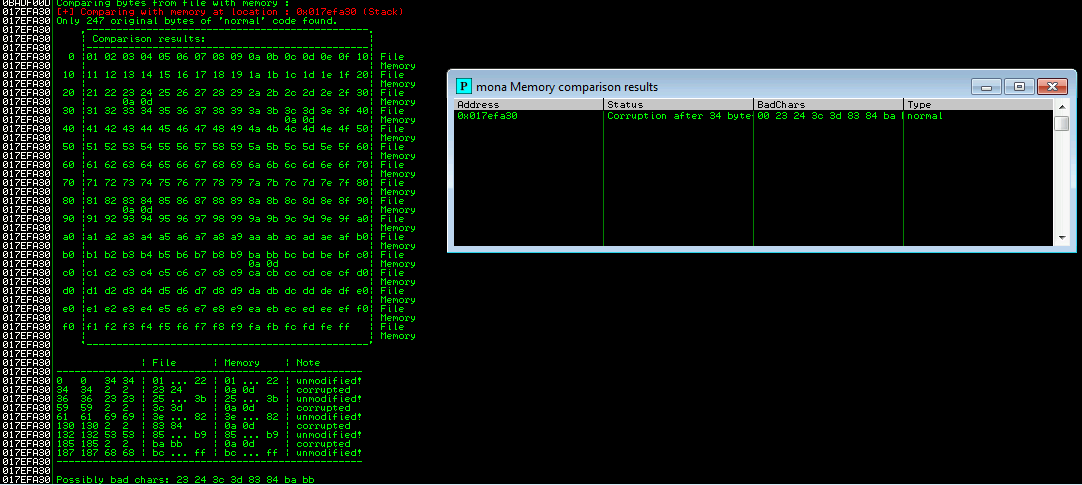 0BADF00D Comparing bytes from file with memory :
017EFA30 [+] Comparing with memory at location : 0x017efa30 (Stack)
017EFA30 Only 247 original bytes of 'normal' code found.
017EFA30 ,-----------------------------------------------,
017EFA30 | Comparison results: |
017EFA30 |-----------------------------------------------|
017EFA30 0 |01 02 03 04 05 06 07 08 09 0a 0b 0c 0d 0e 0f 10| File
017EFA30 | | Memory
017EFA30 10 |11 12 13 14 15 16 17 18 19 1a 1b 1c 1d 1e 1f 20| File
017EFA30 | | Memory
017EFA30 20 |21 22 23 24 25 26 27 28 29 2a 2b 2c 2d 2e 2f 30| File
017EFA30 | 0a 0d | Memory
017EFA30 30 |31 32 33 34 35 36 37 38 39 3a 3b 3c 3d 3e 3f 40| File
017EFA30 | 0a 0d | Memory
017EFA30 40 |41 42 43 44 45 46 47 48 49 4a 4b 4c 4d 4e 4f 50| File
017EFA30 | | Memory
017EFA30 50 |51 52 53 54 55 56 57 58 59 5a 5b 5c 5d 5e 5f 60| File
017EFA30 | | Memory
017EFA30 60 |61 62 63 64 65 66 67 68 69 6a 6b 6c 6d 6e 6f 70| File
017EFA30 | | Memory
017EFA30 70 |71 72 73 74 75 76 77 78 79 7a 7b 7c 7d 7e 7f 80| File
017EFA30 | | Memory
017EFA30 80 |81 82 83 84 85 86 87 88 89 8a 8b 8c 8d 8e 8f 90| File
017EFA30 | 0a 0d | Memory
017EFA30 90 |91 92 93 94 95 96 97 98 99 9a 9b 9c 9d 9e 9f a0| File
017EFA30 | | Memory
017EFA30 a0 |a1 a2 a3 a4 a5 a6 a7 a8 a9 aa ab ac ad ae af b0| File
017EFA30 | | Memory
017EFA30 b0 |b1 b2 b3 b4 b5 b6 b7 b8 b9 ba bb bc bd be bf c0| File
017EFA30 | 0a 0d | Memory
017EFA30 c0 |c1 c2 c3 c4 c5 c6 c7 c8 c9 ca cb cc cd ce cf d0| File
017EFA30 | | Memory
017EFA30 d0 |d1 d2 d3 d4 d5 d6 d7 d8 d9 da db dc dd de df e0| File
017EFA30 | | Memory
017EFA30 e0 |e1 e2 e3 e4 e5 e6 e7 e8 e9 ea eb ec ed ee ef f0| File
017EFA30 | | Memory
017EFA30 f0 |f1 f2 f3 f4 f5 f6 f7 f8 f9 fa fb fc fd fe ff | File
017EFA30 | | Memory
017EFA30 '-----------------------------------------------'
017EFA30
017EFA30 | File | Memory | Note
017EFA30 -----------------------------------------------
017EFA30 0 0 34 34 | 01 ... 22 | 01 ... 22 | unmodified!
017EFA30 34 34 2 2 | 23 24 | 0a 0d | corrupted
017EFA30 36 36 23 23 | 25 ... 3b | 25 ... 3b | unmodified!
017EFA30 59 59 2 2 | 3c 3d | 0a 0d | corrupted
017EFA30 61 61 69 69 | 3e ... 82 | 3e ... 82 | unmodified!
017EFA30 130 130 2 2 | 83 84 | 0a 0d | corrupted
017EFA30 132 132 53 53 | 85 ... b9 | 85 ... b9 | unmodified!
017EFA30 185 185 2 2 | ba bb | 0a 0d | corrupted
017EFA30 187 187 68 68 | bc ... ff | bc ... ff | unmodified!
017EFA30 -----------------------------------------------
017EFA30
017EFA30 Possibly bad chars: 23 24 3c 3d 83 84 ba bb
P mona Memory comparison results
Address Status BadChars Type
0x017efa30 Corruption after 34 byte 00 23 24 3c 3d 83 84 ba normal